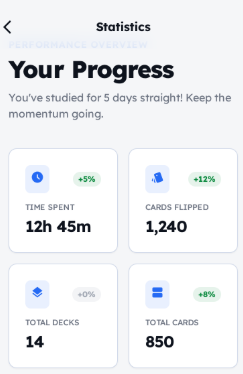 Statistics
PERFORMANCE OVERVIEW
Your Progress
You've studied for 5 days straight! Keep the
momentum going.
+5%
TIME SPENT
12h 45m
+12%
CARDS FLIPPED
1,240
+0%
TOTAL DECKS
14
+8%
TOTAL CARDS
850